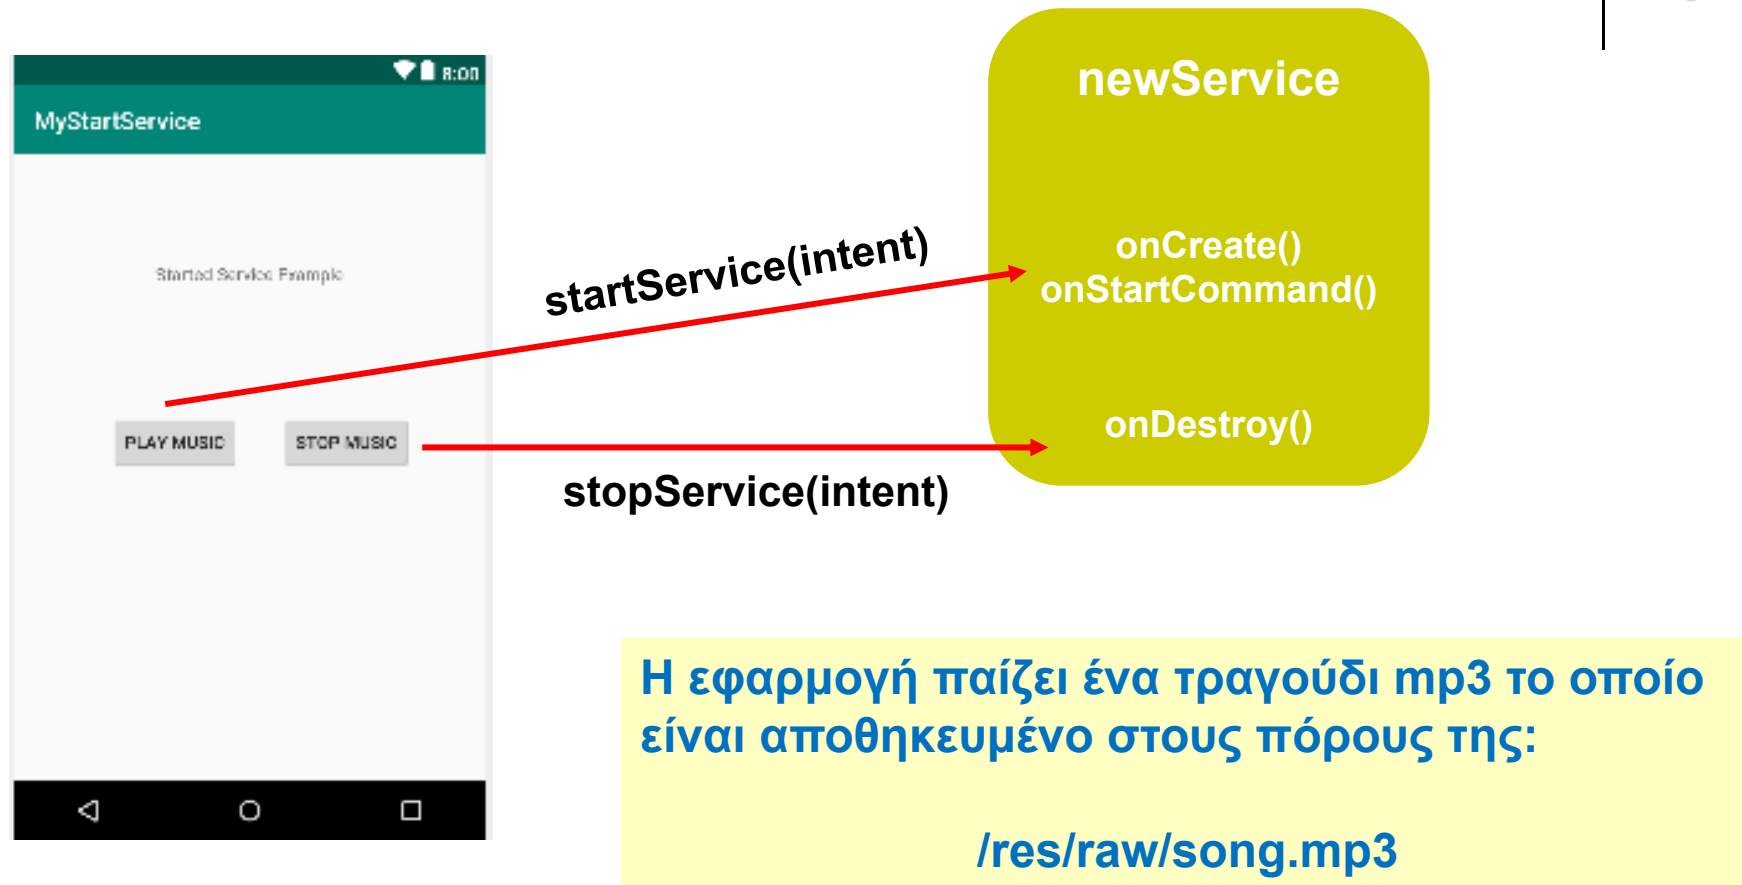 8:00
MyStartService
Started Service Example
PLAY MUSIC
STOP MUSIC
startService(intent)
stopService(intent)
newService
onCreate()
onStartCommand()
onDestroy()
Η εφαρμογή παίζει ένα τραγούδι mp3 το οποίο
είναι αποθηκευμένο στους πόρους της:
/res/raw/song.mp3